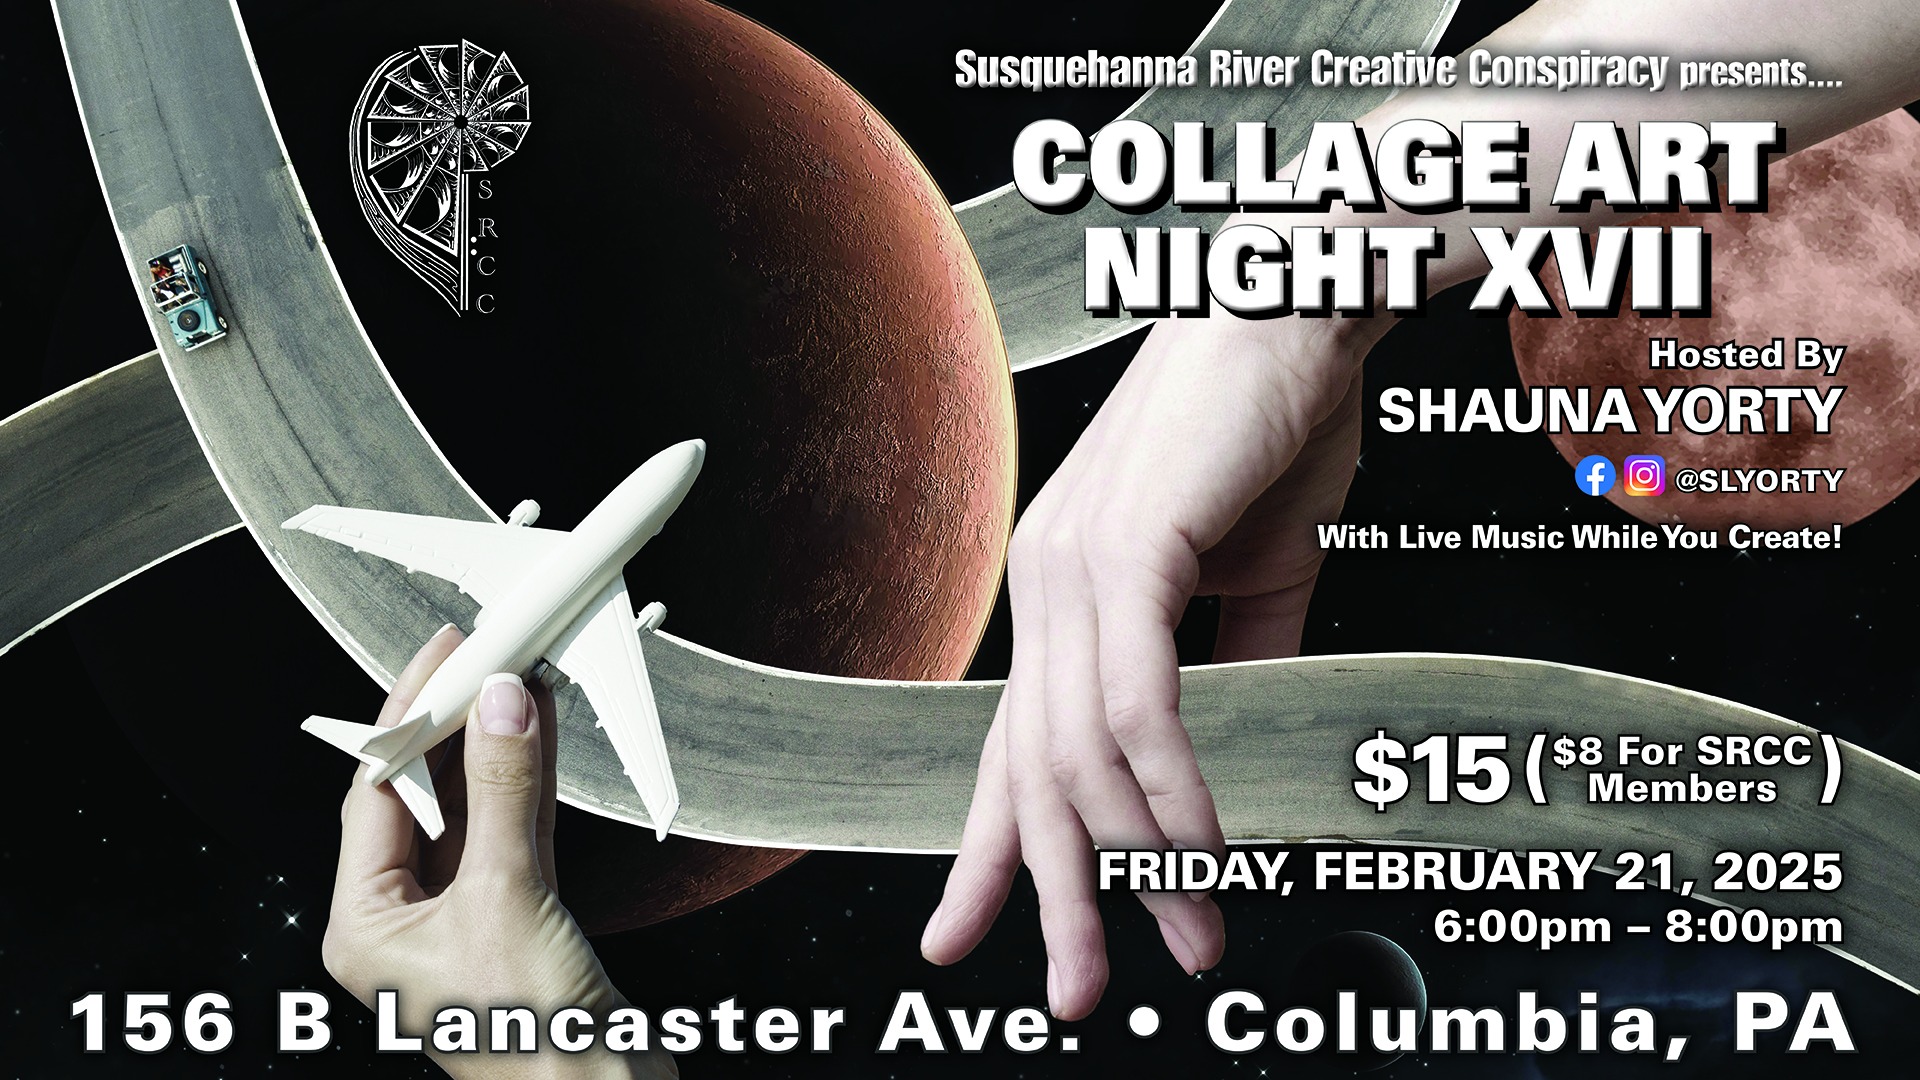 S
R
C
C
Susquehanna River Creative Conspiracy presents....
COLLAGE ART
NIGHT XVII
Hosted By
SHAUNA YORTY
@SLYORTY
With Live Music While You Create!
$15 ($8 For SRCC
Members)
FRIDAY, FEBRUARY 21, 2025
6:00pm – 8:00pm
156 B Lancaster Ave. • Columbia, PA